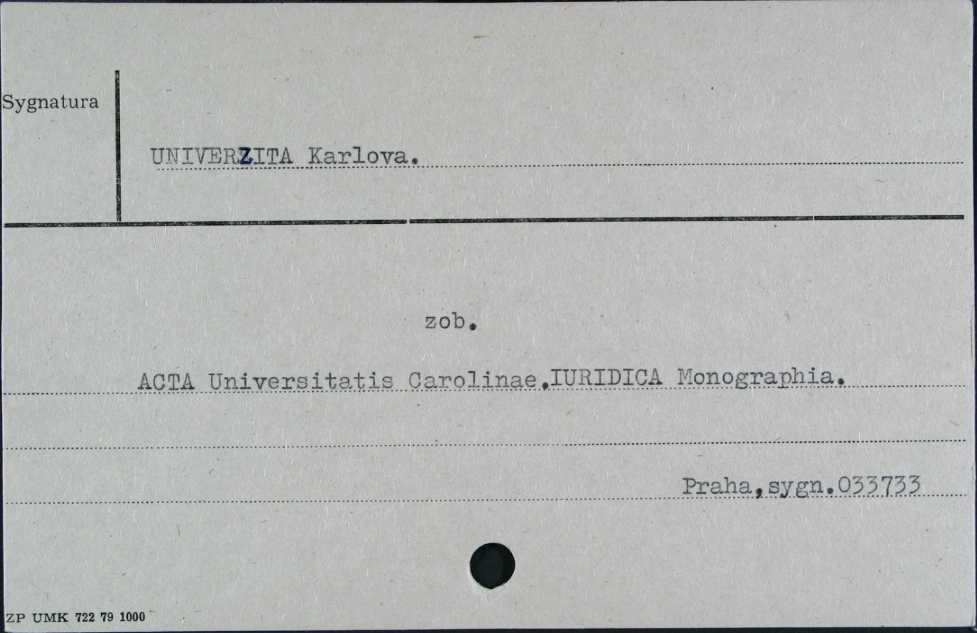 Sygnatura
UNIVERZITA Karlova.
zob.
ACTA Universitatis Carolinae.IURIDICA Monographia.
Praha,sygn.033733
ZP UMK 722 79 1000